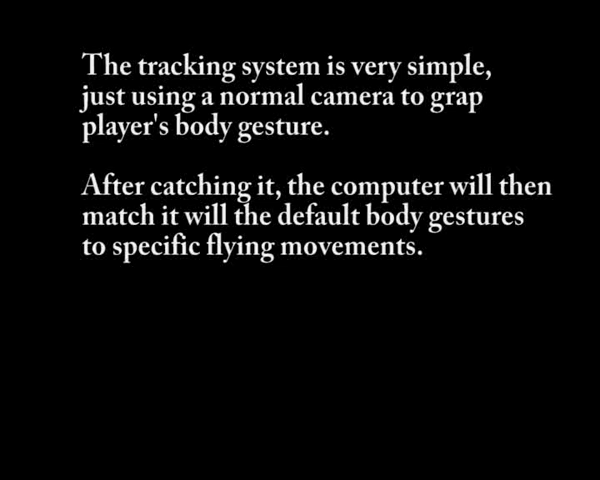 The tracking system is very simple,
just using a normal camera to grap
player's body gesture.
After catching it, the computer will then
match it will the default body gestures
to specific flying movements.